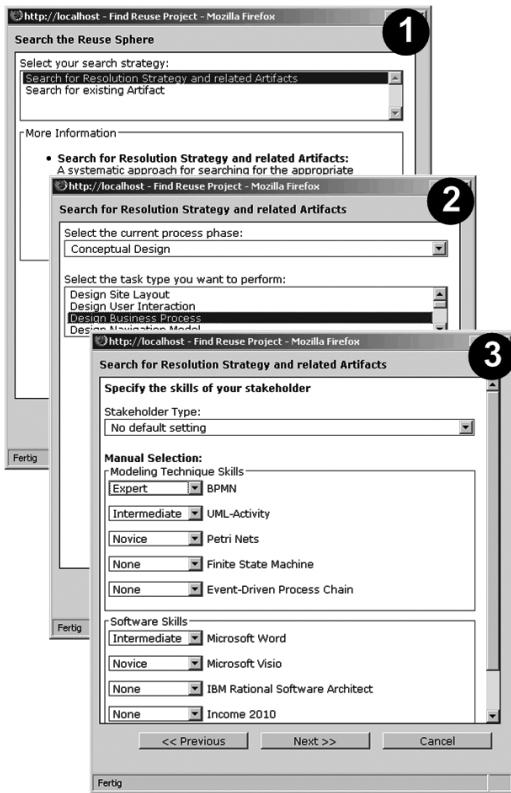 http://localhost - Find Reuse Project - Mozilla Firefox
1
Search the Reuse Sphere
Select your search strategy:
Search for Resolution Strategy and related Artifacts
Search for existing Artifact
More Information
• Search for Resolution Strategy and related Artifacts:
A systematic approach for searching for the appropriate
Fertig
http://localhost - Find Reuse Project - Mozilla Firefox
2
Search for Resolution Strategy and related Artifacts
Select the current process phase:
Conceptual Design
Select the task type you want to perform:
Design Site Layout
Design User Interaction
Design Business Process
Design Navigation Model
Fertig
http://localhost - Find Reuse Project - Mozilla Firefox
3
Search for Resolution Strategy and related Artifacts
Specify the skills of your stakeholder
Stakeholder Type:
No default setting
Manual Selection:
Modeling Technique Skills
Expert BPMN
Intermediate UML-Activity
Novice Petri Nets
None Finite State Machine
None Event-Driven Process Chain
Software Skills
Intermediate Microsoft Word
Novice Microsoft Visio
None IBM Rational Software Architect
None Income 2010
<< Previous Next >> Cancel
Fertig